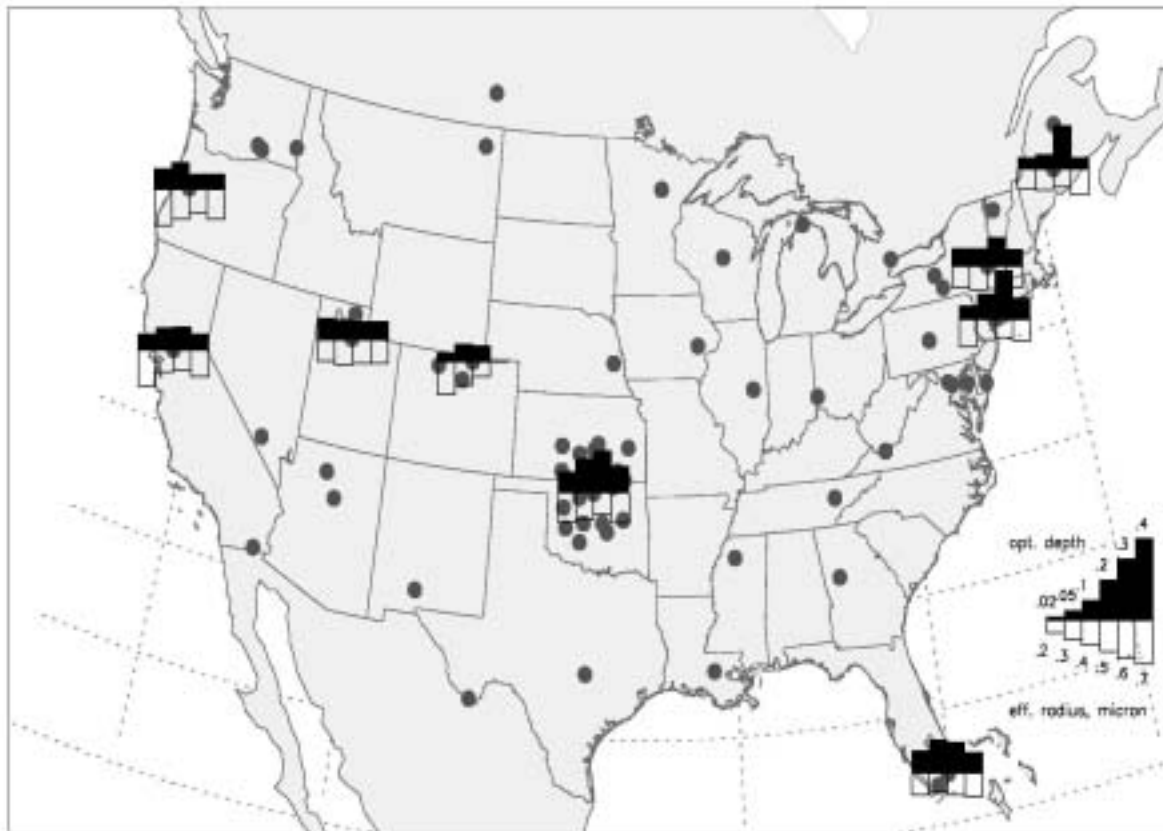 opt. depth
.02 .05 .1 .2 .3 .4
.2 .3 .4 .5 .6 .7
eff. radius, micron